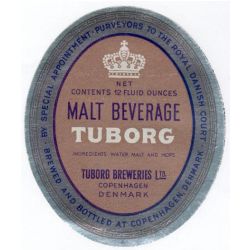 BY SPECIAL APPOINTMENT · PURVEYORS TO THE ROYAL DANISH COURT ·
NET
CONTENTS 12 FLUID OUNCES
MALT BEVERAGE
TUBORG
INGREDIENTS: WATER, MALT AND HOPS
TUBORG BREWERIES LTD.
COPENHAGEN
DENMARK
BREWED AND BOTTLED AT COPENHAGEN, DENMARK